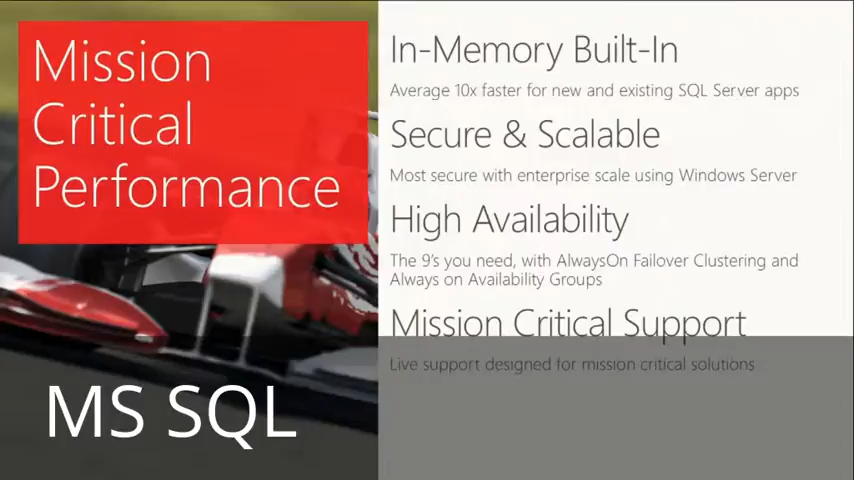 Mission
Critical
Performance
MS SQL
In-Memory Built-In
Average 10x faster for new and existing SQL Server apps
Secure & Scalable
Most secure with enterprise scale using Windows Server
High Availability
The 9's you need, with AlwaysOn Failover Clustering and
Always on Availability Groups
Mission Critical Support
Live support designed for mission critical solutions